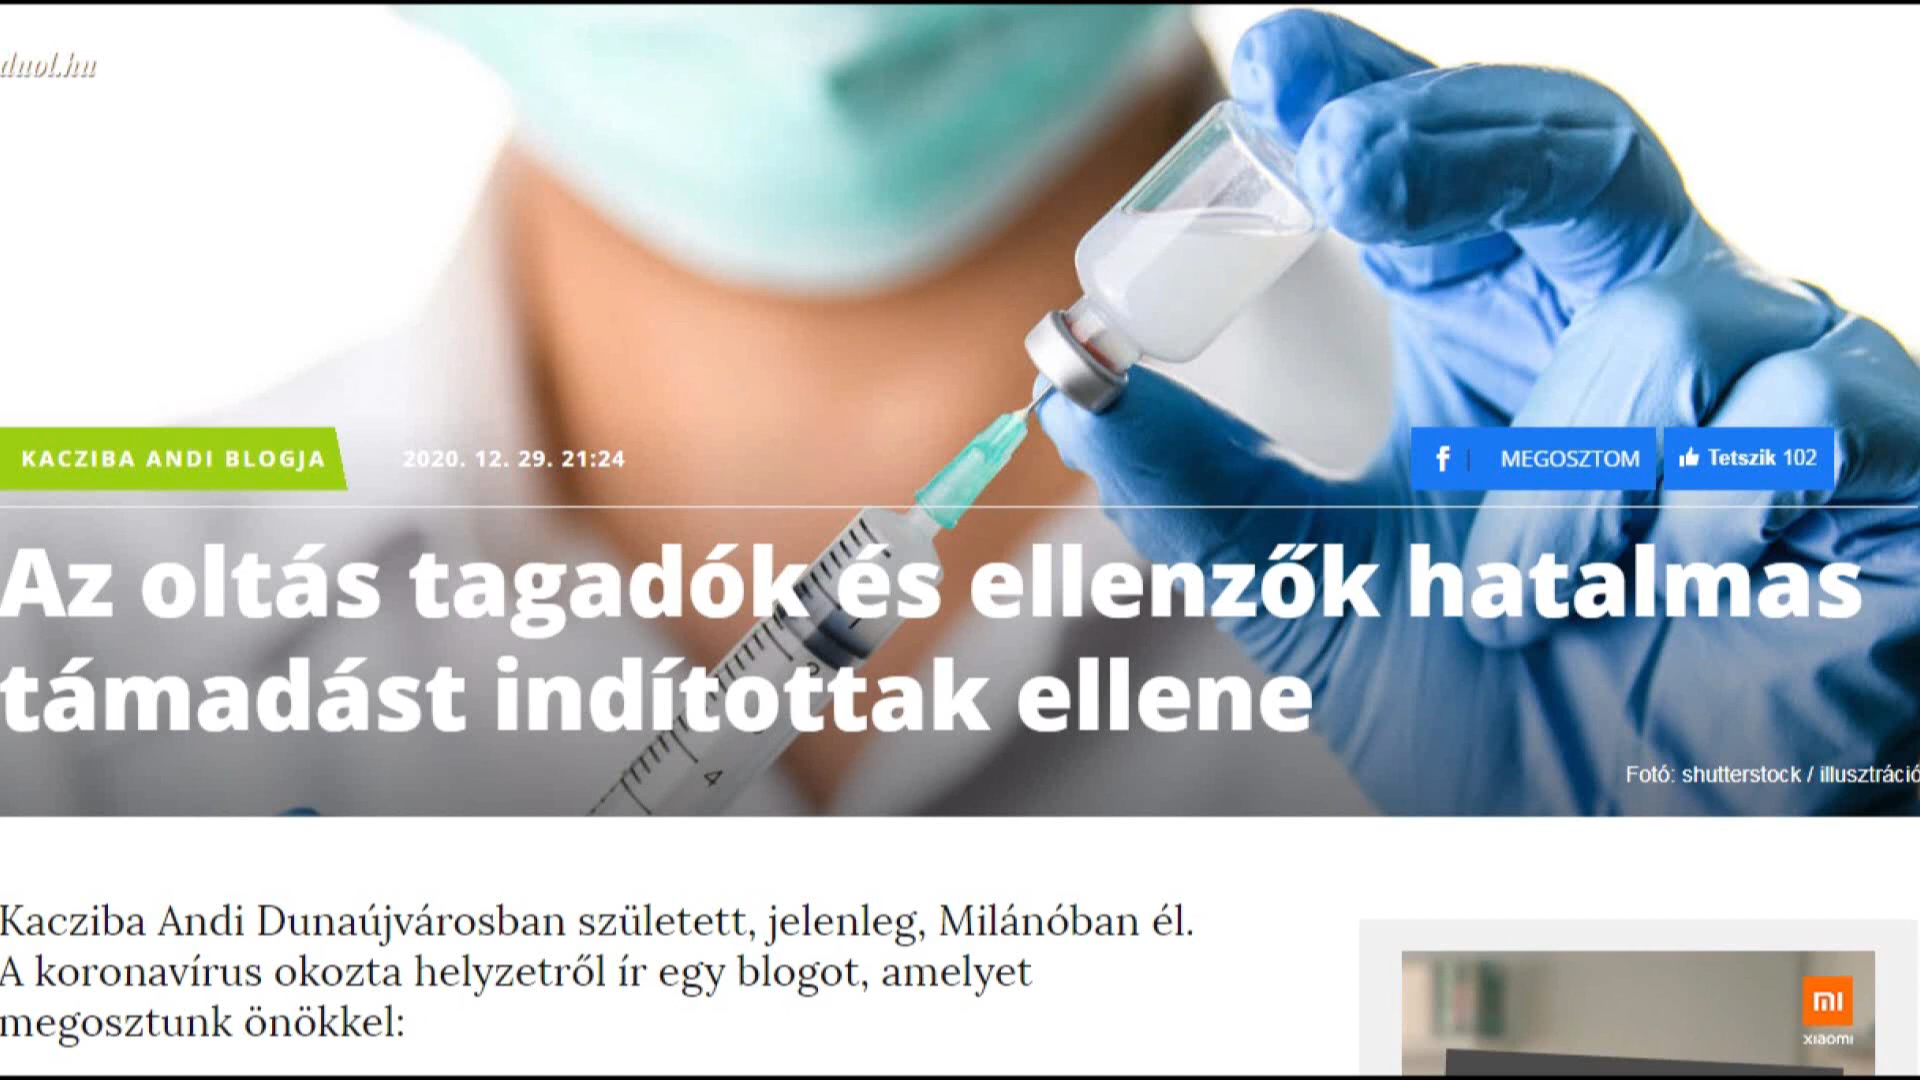 duol.hu
KACZIBA ANDI BLOGJA
2020. 12. 29. 21:24
f | MEGOSZTOM
Tetszik 102
Az oltás tagadók és ellenzők hatalmas
támadást indítottak ellene
4
Fotó: shutterstock / illusztráció
Kacziba Andi Dunaújvárosban született, jelenleg, Milánóban él.
A koronavírus okozta helyzetről ír egy blogot, amelyet
megosztunk önökkel:
mi
xiaomi